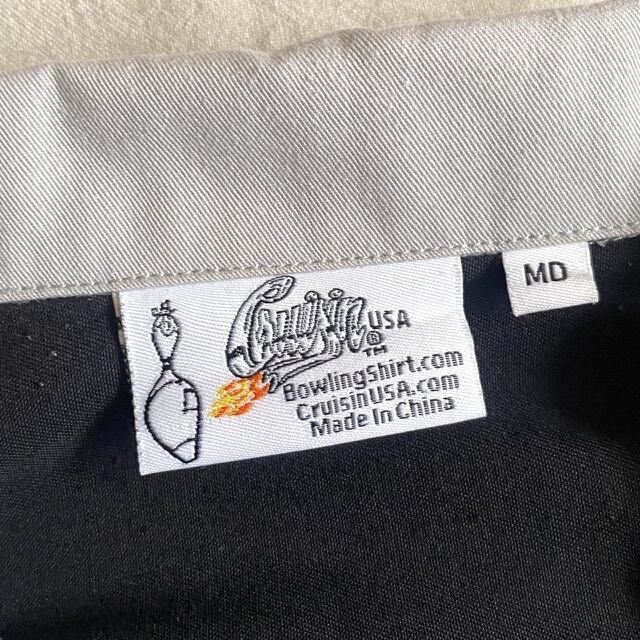 Cruisin USA
®
TM
BowlingShirt.com
CruisinUSA.com
Made In China
MD